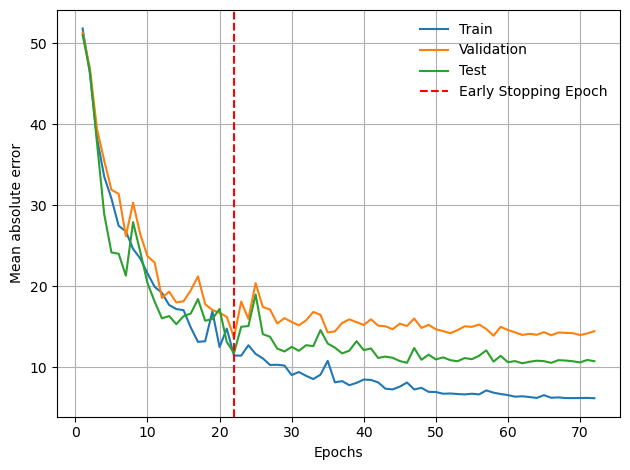 Train
Validation
Test
Early Stopping Epoch
50
40
30
20
10
Mean absolute error
0 10 20 30 40 50 60 70
Epochs